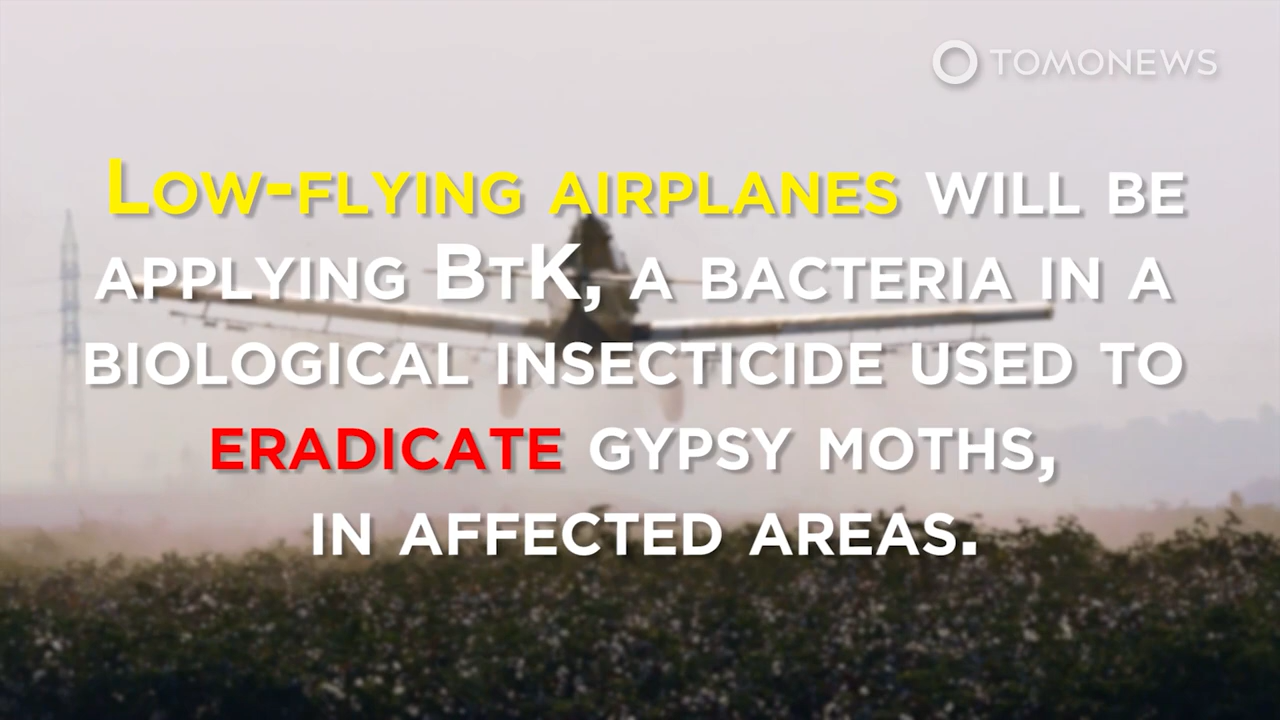 TOMONEWS
Low-flying airplanes will be
applying BtK, a bacteria in a
biological insecticide used to
eradicate gypsy moths,
in affected areas.